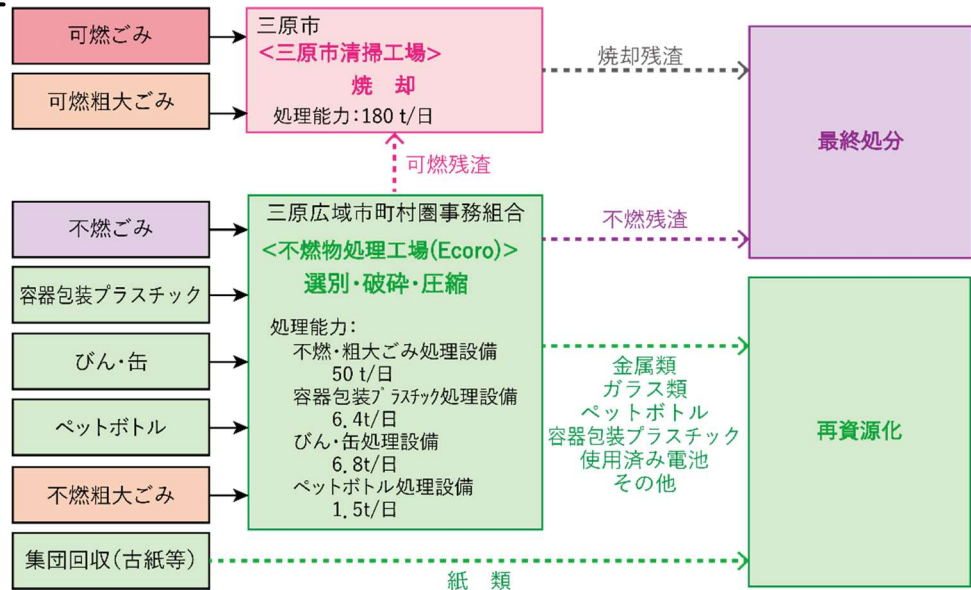 可燃ごみ
可燃粗大ごみ
三原市
<三原市清掃工場>
焼　却
処理能力:180 t/日
焼却残渣
最終処分
可燃残渣
不燃ごみ
容器包装プラスチック
びん・缶
ペットボトル
不燃粗大ごみ
集団回収(古紙等)
三原広域市町村圏事務組合
<不燃物処理工場(Ecoro)>
選別・破砕・圧縮
処理能力:
不燃・粗大ごみ処理設備
50 t/日
容器包装プラスチック処理設備
6.4t/日
びん・缶処理設備
6.8t/日
ペットボトル処理設備
1.5t/日
不燃残渣
金属類
ガラス類
ペットボトル
容器包装プラスチック
使用済み電池
その他
再資源化
紙　類